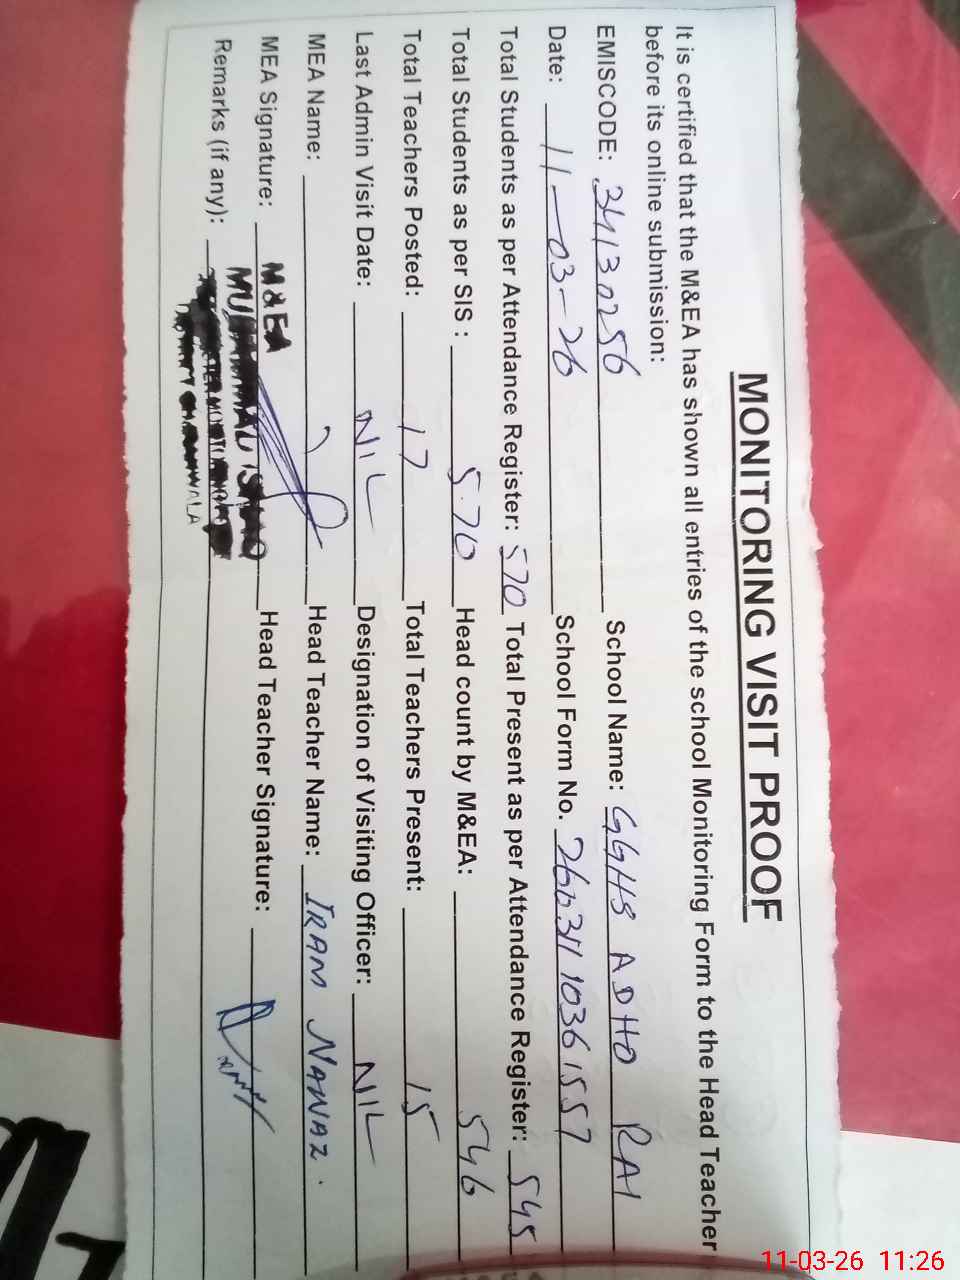 MONITORING VISIT PROOF
It is certified that the M&EA has shown all entries of the school Monitoring Form to the Head Teacher
before its online submission:
EMISCODE: 34130256 School Name: GGHS ADHO RAI
Date: 11-03-26 School Form No. 2603110361557
Total Students as per Attendance Register: 570 Total Present as per Attendance Register: 545
Total Students as per SIS : 570 Head count by M&EA: 546
Total Teachers Posted: 17 Total Teachers Present: 15
Last Admin Visit Date: NIL Designation of Visiting Officer: NIL
MEA Name: Head Teacher Name: IRAM NAWAZ.
MEA Signature: M&EA Head Teacher Signature:
Remarks (if any):
11-03-26 11:26